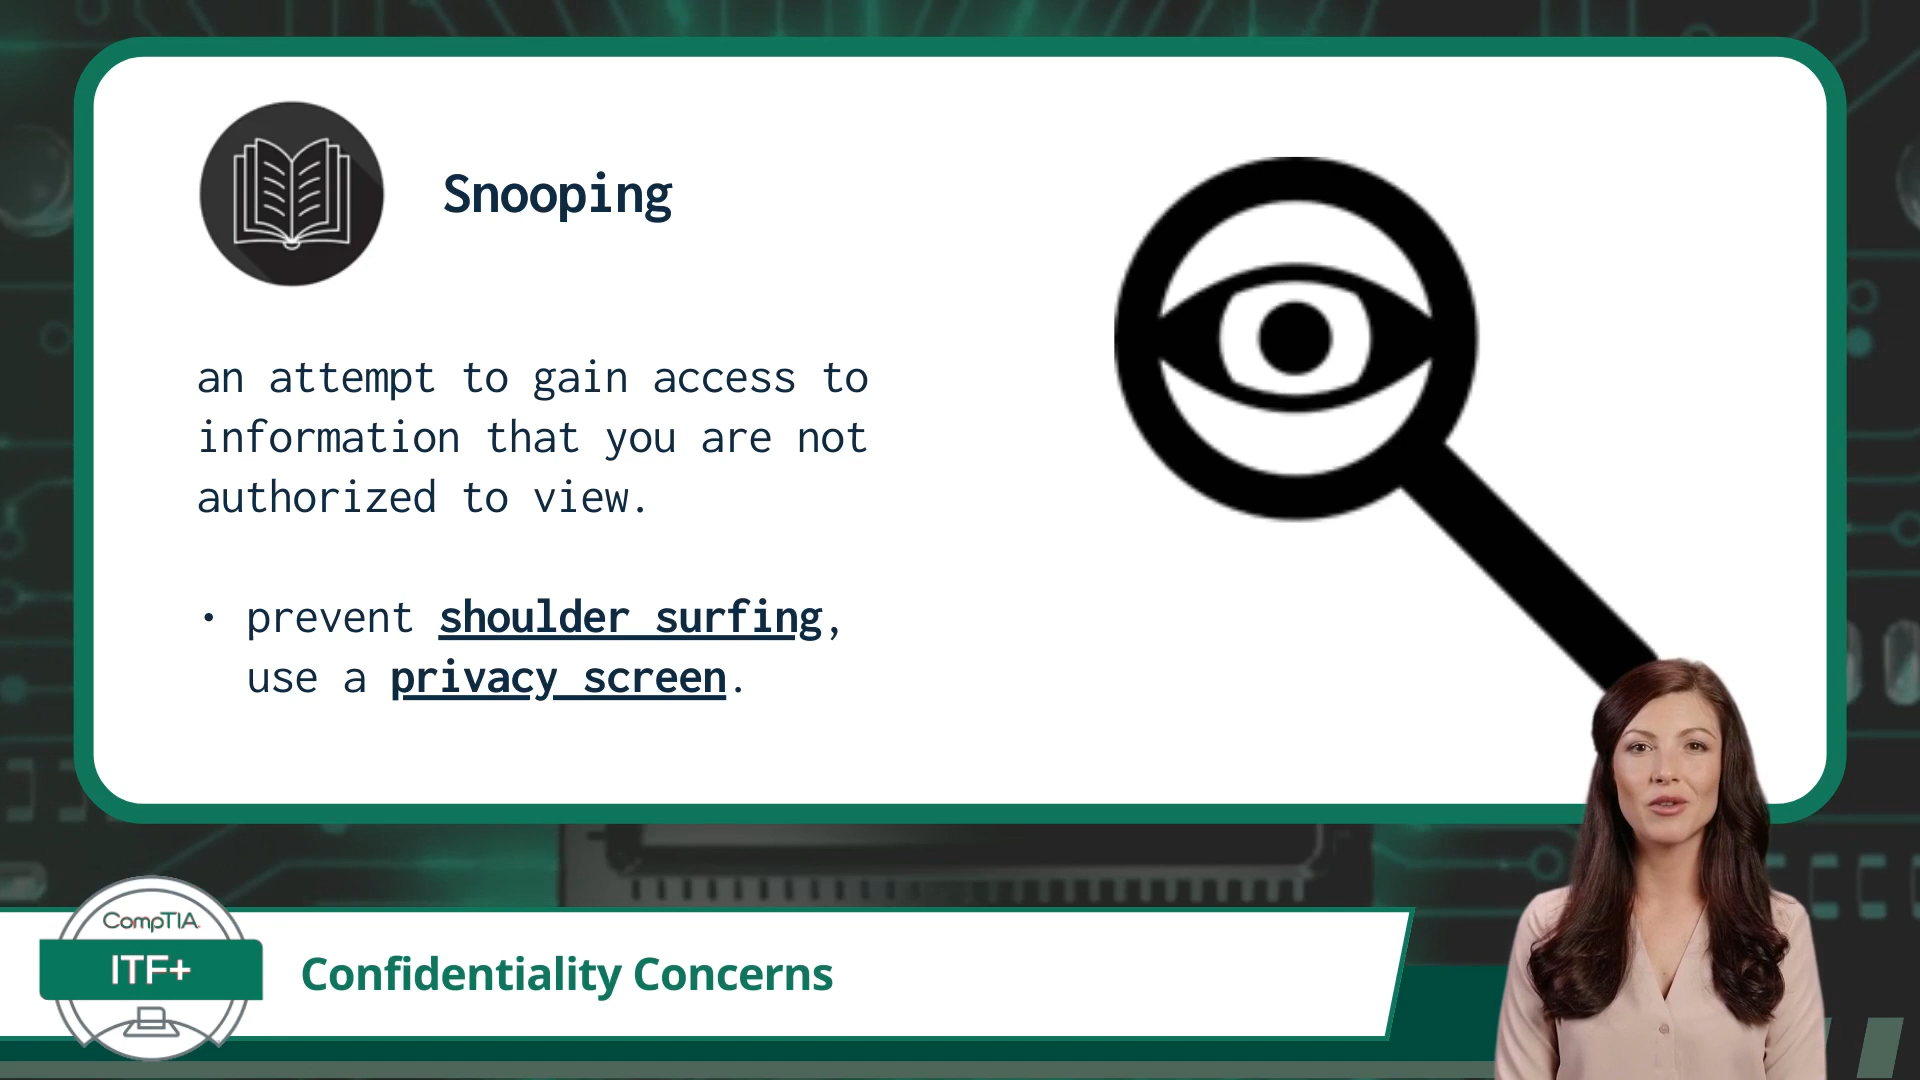 Snooping
an attempt to gain access to
information that you are not
authorized to view.
• prevent shoulder surfing,
use a privacy screen.
CompTIA
ITF+
Confidentiality Concerns